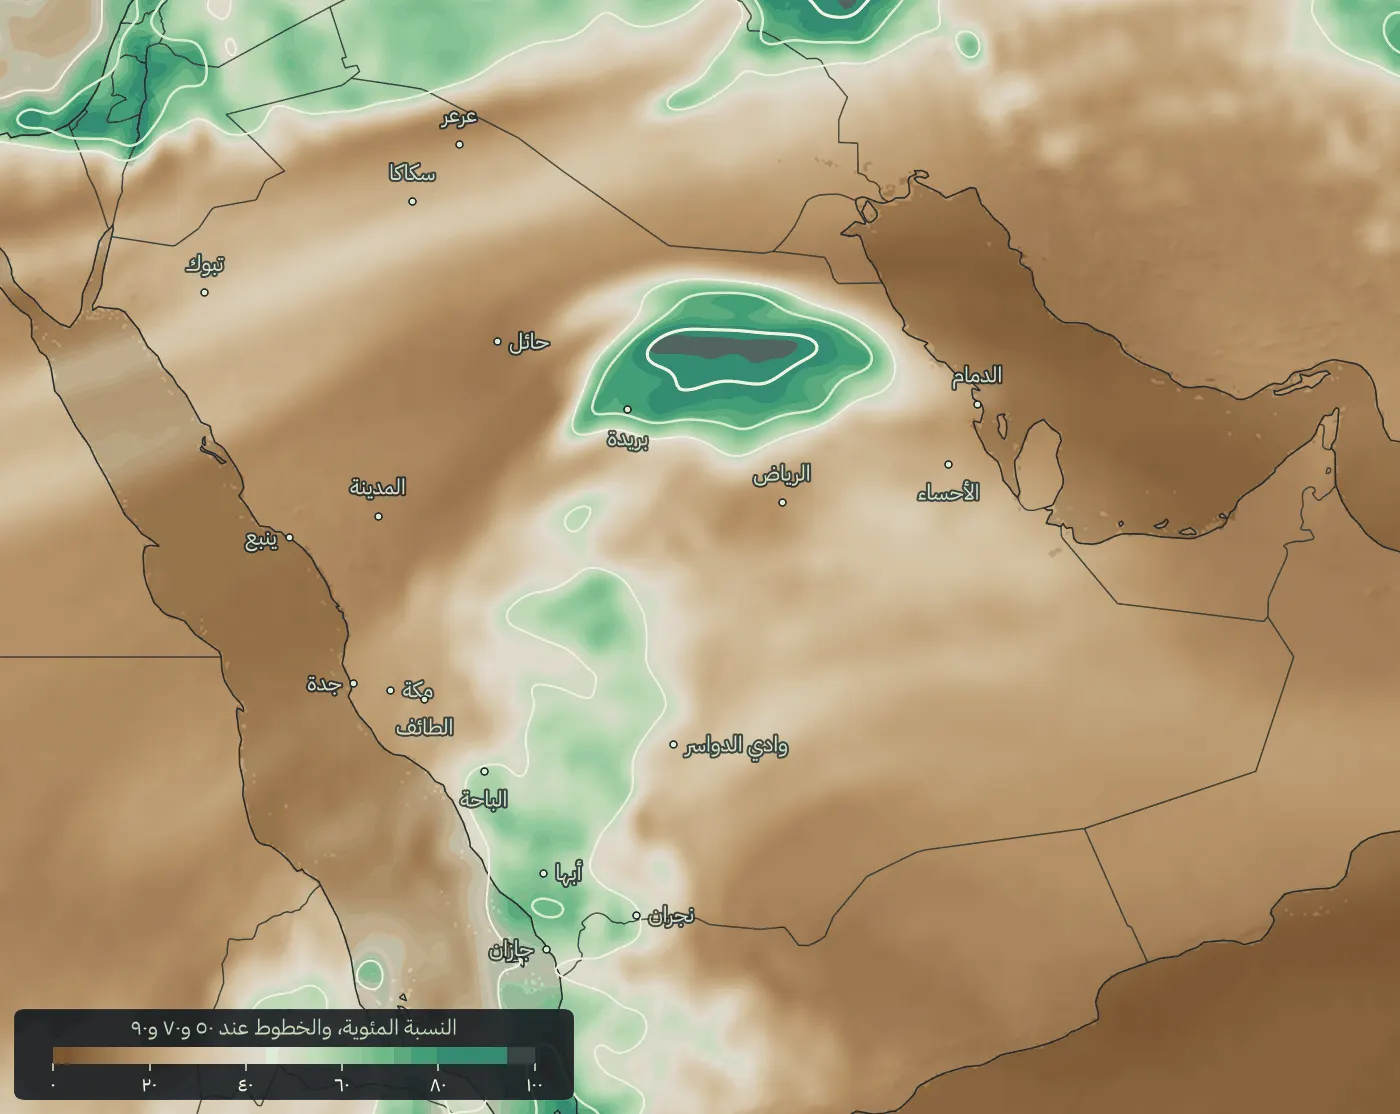 عرعر
سكاكا
تبوك
حائل
الدمام
بريدة
الرياض
المدينة
الأحساء
ينبع
جدة
مكة
الطائف
وادي الدواسر
الباحة
أبها
نجران
جازان
النسبة المئوية، والخطوط عند ٥٠ و٧٠ و٩٠
٠ ٢٠ ٤٠ ٦٠ ٨٠ ١٠٠